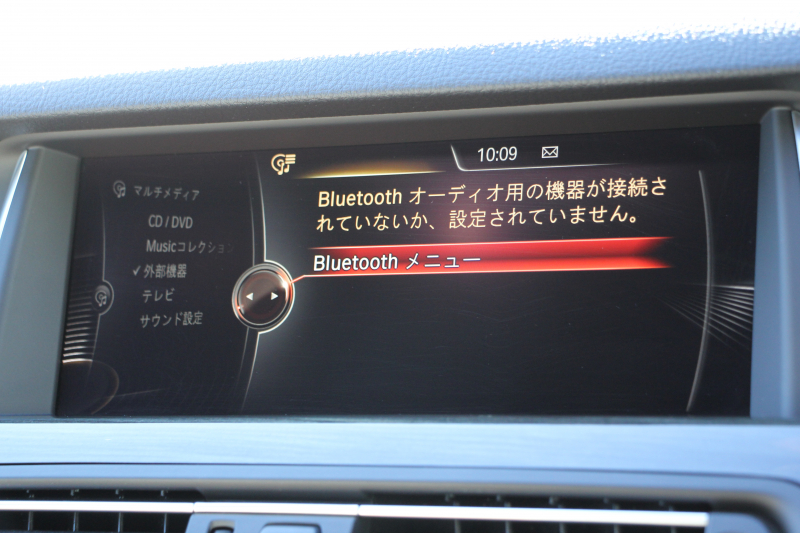 10:09
マルチメディア
CD / DVD
Musicコレクション
外部機器
テレビ
サウンド設定
Bluetooth オーディオ用の機器が接続さ
れていないか、設定されていません。
Bluetooth メニュー